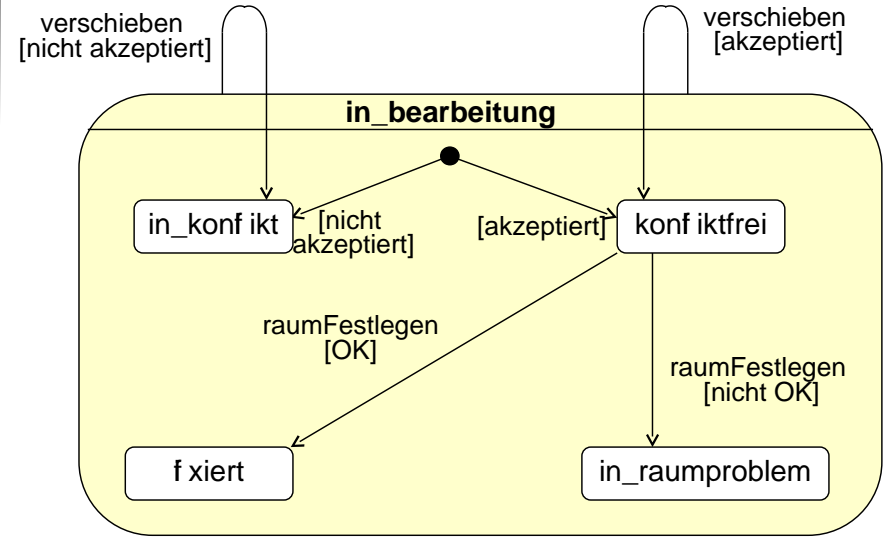 verschieben
[nicht akzeptiert]
verschieben
[akzeptiert]
in_bearbeitung
in_konf ikt
[nicht
akzeptiert]
[akzeptiert]
konf iktfrei
raumFestlegen
[OK]
raumFestlegen
[nicht OK]
f xiert
in_raumproblem